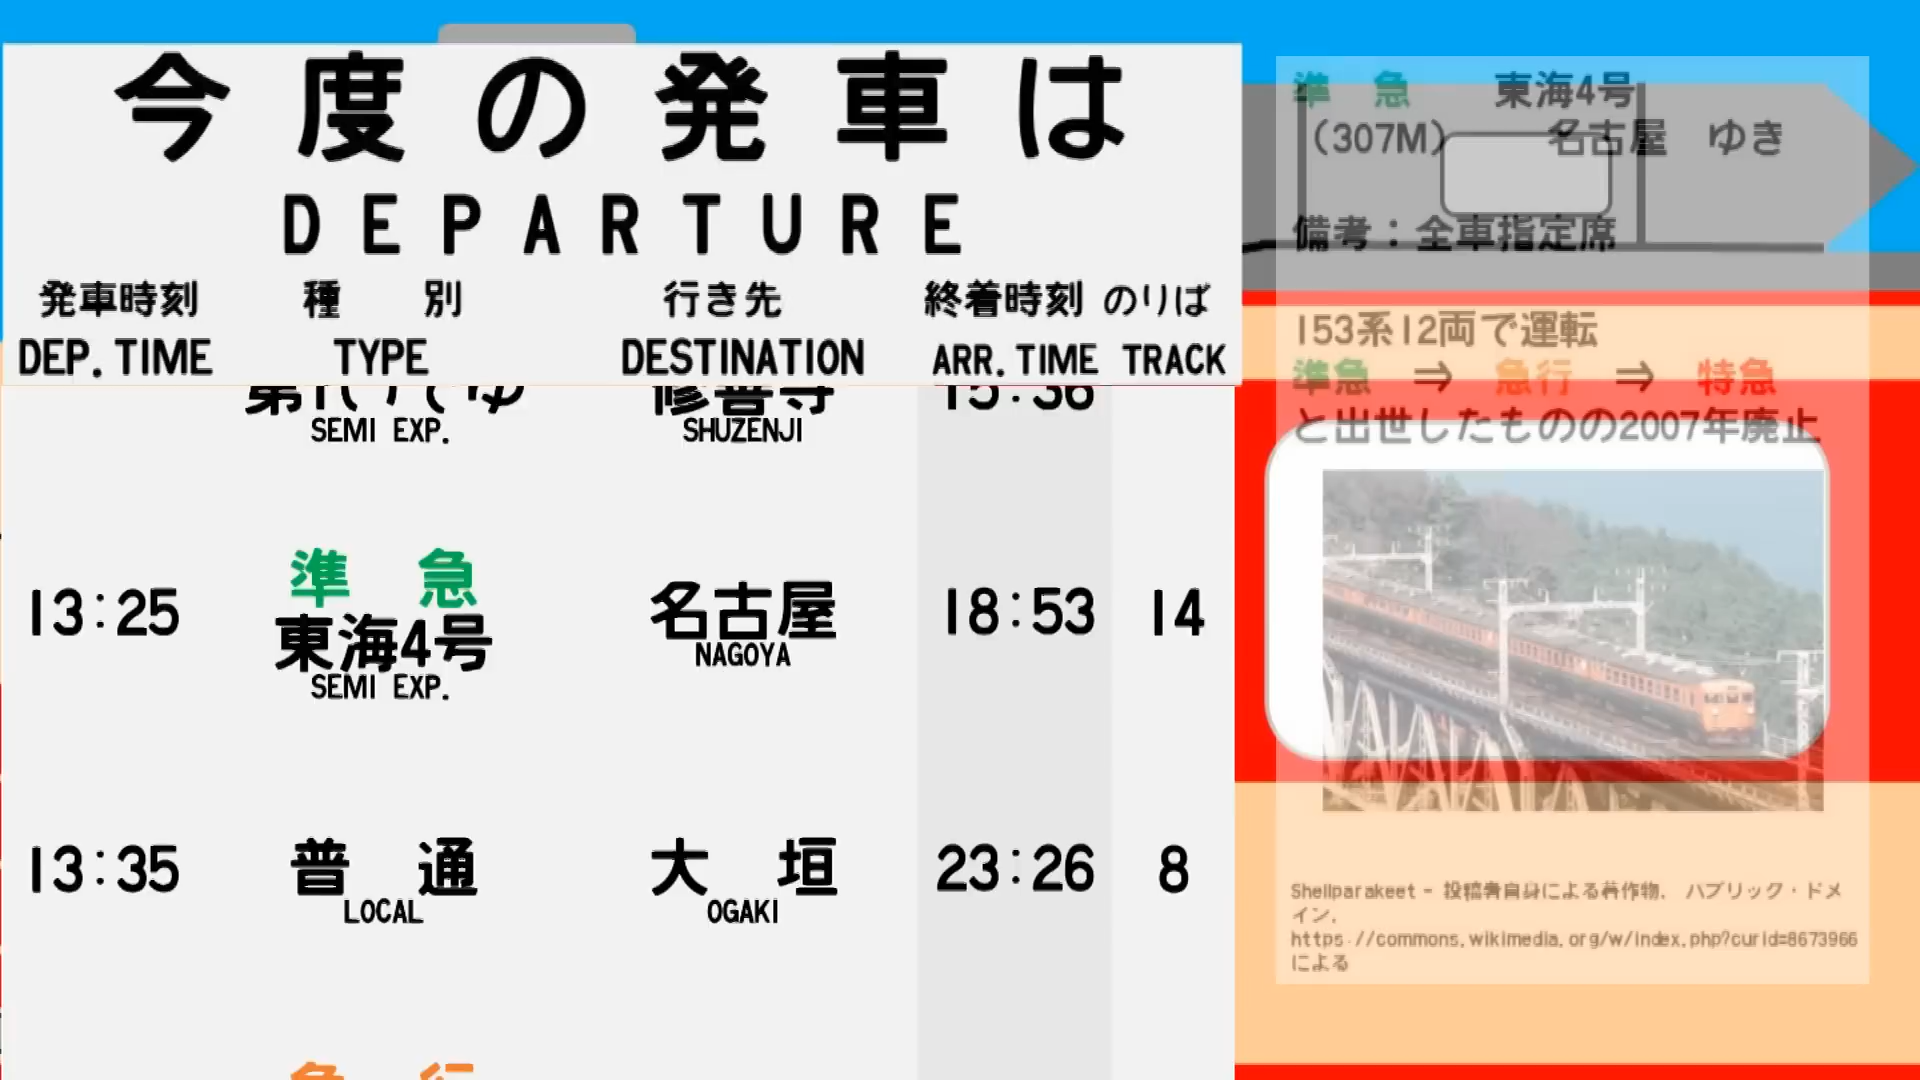 今度の発車は
DEPARTURE
発車時刻 種別 行き先 終着時刻 のりば
DEP. TIME TYPE DESTINATION ARR. TIME TRACK
修善寺 15:36
SEMI EXP. SHUZENJI
準急
13:25 東海4号 名古屋 18:53 14
SEMI EXP. NAGOYA
13:35 普通 大垣 23:26 8
LOCAL OGAKI
急行
準急 東海4号
(307M) 名古屋 ゆき
備考：全車指定席
153系12両で運転
準急 → 急行 → 特急
と出世したものの2007年廃止
Shellparakeet - 投稿者自身による著作物, パブリック・ドメ
イン,
https://commons.wikimedia.org/w/index.php?curid=8673966
による